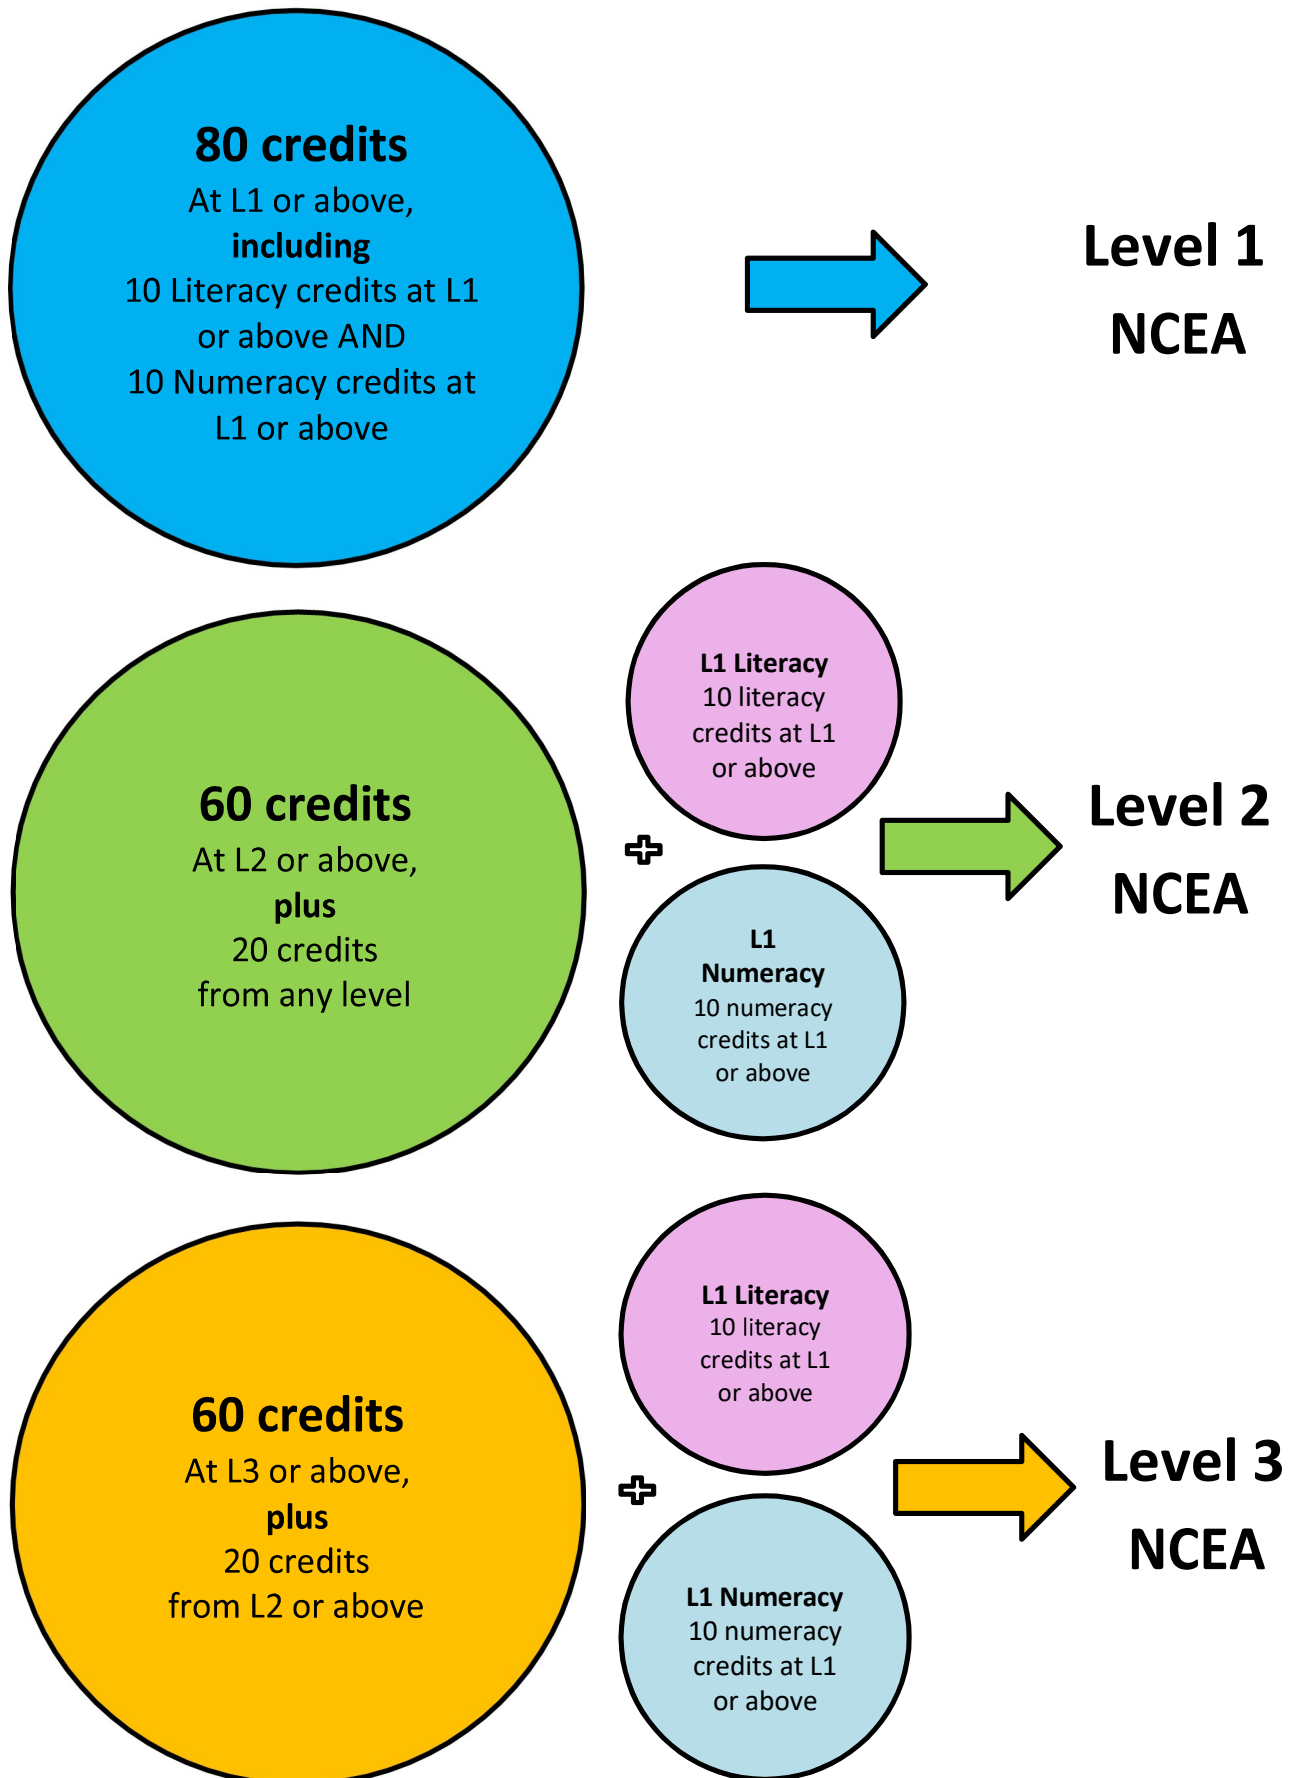 80 credits
At L1 or above,
including
10 Literacy credits at L1
or above AND
10 Numeracy credits at
L1 or above
Level 1
NCEA
60 credits
At L2 or above,
plus
20 credits
from any level
L1 Literacy
10 literacy
credits at L1
or above
L1
Numeracy
10 numeracy
credits at L1
or above
Level 2
NCEA
60 credits
At L3 or above,
plus
20 credits
from L2 or above
L1 Literacy
10 literacy
credits at L1
or above
L1 Numeracy
10 numeracy
credits at L1
or above
Level 3
NCEA